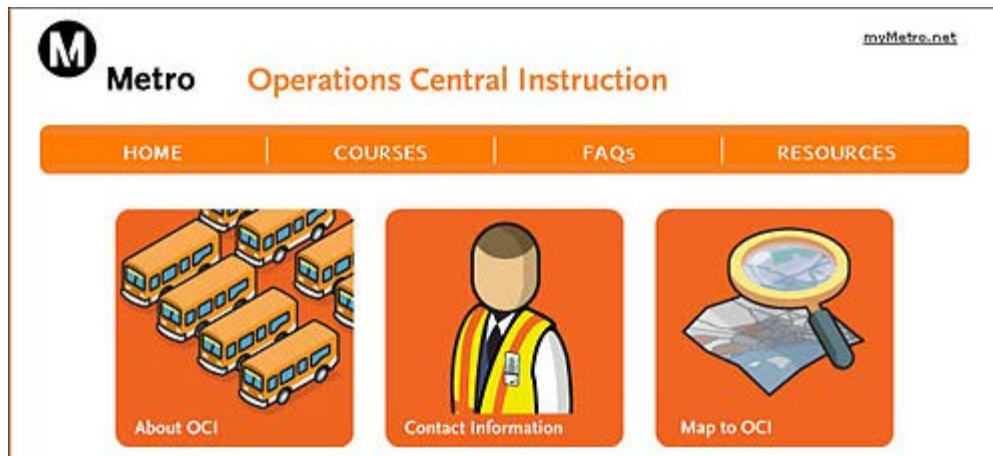 M
myMetro.net
Metro Operations Central Instruction
HOME COURSES FAQs RESOURCES
About OCI Contact Information Map to OCI